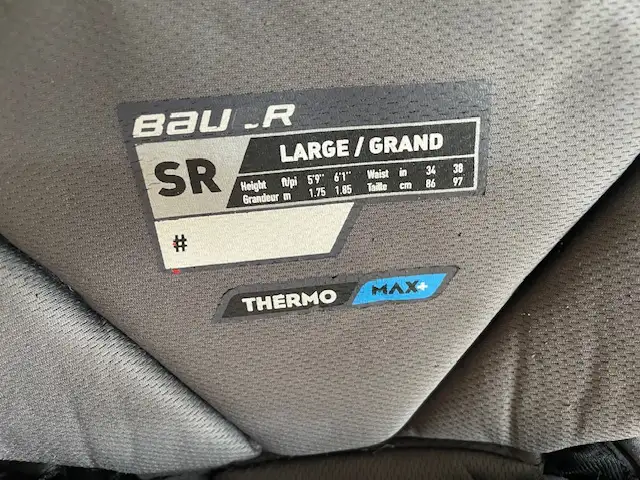 BAU R
SR
LARGE / GRAND
Height ft/pi 5'9" 6'1" Waist in 34 38
Grandeur m 1.75 1.85 Taille cm 86 97
#
THERMO MAX+